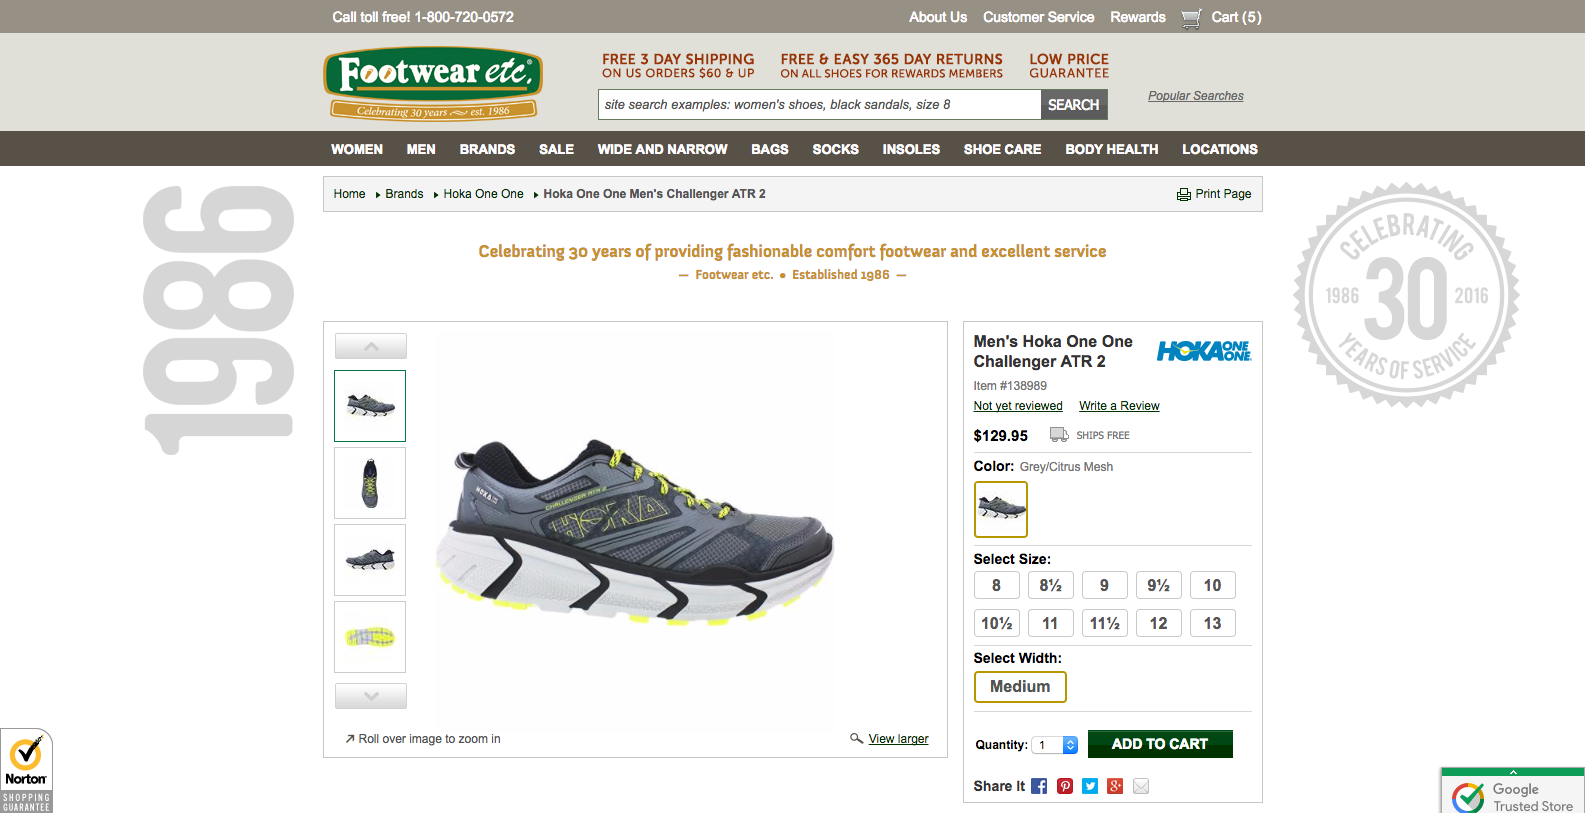 Call toll free! 1-800-720-0572
About Us Customer Service Rewards Cart (5)
Footwear etc.®
Celebrating 30 years est. 1986
FREE 3 DAY SHIPPING
ON US ORDERS $60 & UP
FREE & EASY 365 DAY RETURNS
ON ALL SHOES FOR REWARDS MEMBERS
LOW PRICE
GUARANTEE
site search examples: women's shoes, black sandals, size 8
SEARCH
Popular Searches
WOMEN MEN BRANDS SALE WIDE AND NARROW BAGS SOCKS INSOLES SHOE CARE BODY HEALTH LOCATIONS
Home Brands Hoka One One Hoka One One Men's Challenger ATR 2
Print Page
1986
CELEBRATING
1986 30 2016
YEARS OF SERVICE
Celebrating 30 years of providing fashionable comfort footwear and excellent service
— Footwear etc. • Established 1986 —
HOKA
CHALLENGER ATR 2
HOKA
Roll over image to zoom in
View larger
Men's Hoka One One
Challenger ATR 2
HOKA ONE ONE
Item #138989
Not yet reviewed Write a Review
$129.95 SHIPS FREE
Color: Grey/Citrus Mesh
Select Size:
8 8½ 9 9½ 10
10½ 11 11½ 12 13
Select Width:
Medium
Quantity: 1 ADD TO CART
Share It
Norto​n
SHOPPING
GUARANTEE
Google
Trusted Store